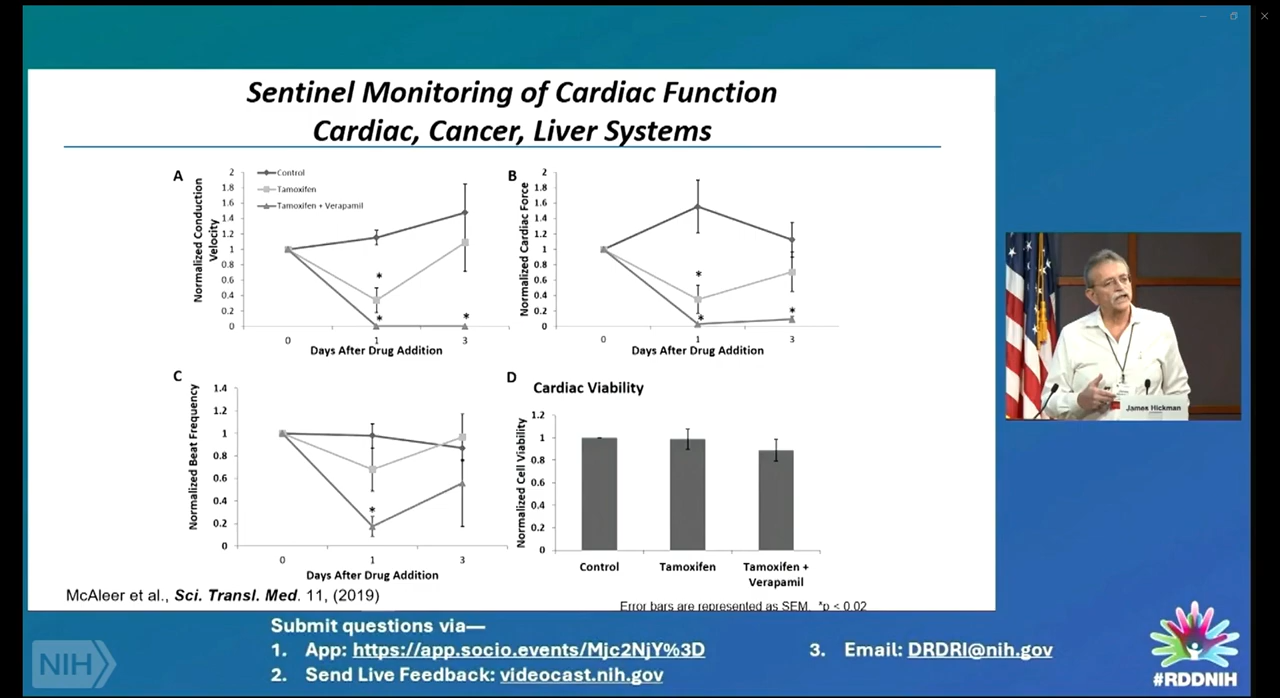 Sentinel Monitoring of Cardiac Function
Cardiac, Cancer, Liver Systems
A
Normalized Conduction
Velocity
2
1.8
1.6
1.4
1.2
1
0.8
0.6
0.4
0.2
0
Control
Tamoxifen
Tamoxifen + Verapamil
*
*
*
0
1
3
Days After Drug Addition
B
Normalized Cardiac Force
2
1.8
1.6
1.4
1.2
1
0.8
0.6
0.4
0.2
0
*
*
*
0
1
3
Days After Drug Addition
C
Normalized Beat Frequency
1.4
1.2
1
0.8
0.6
0.4
0.2
0
*
0
1
3
Days After Drug Addition
D
Cardiac Viability
Normalized Cell Viability
1.2
1
0.8
0.6
0.4
0.2
0
Control
Tamoxifen
Tamoxifen +
Verapamil
McAleer et al., Sci. Transl. Med. 11, (2019)
Error bars are represented as SEM. *p < 0.02
James Hickman
Submit questions via—
1. App: https://app.socio.events/Mjc2NjY%3D
2. Send Live Feedback: videocast.nih.gov
3. Email: DRDRI@nih.gov
NIH
#RDDNIH